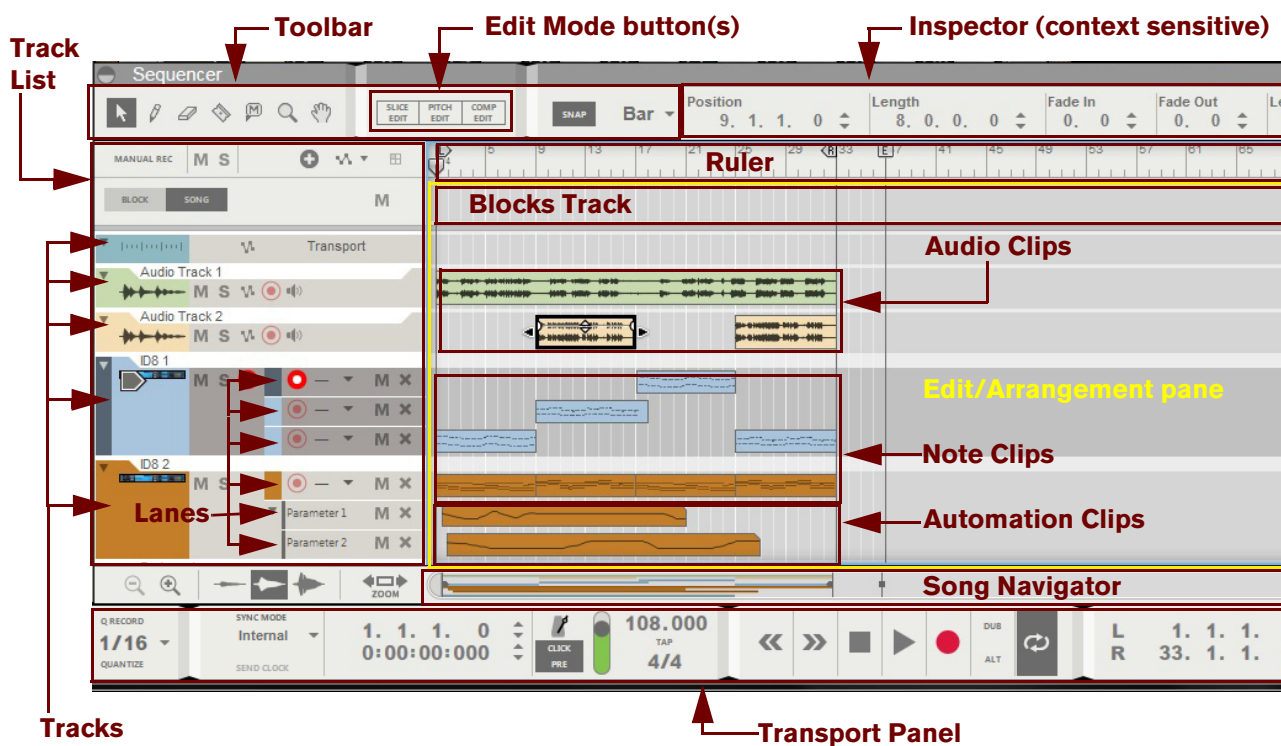 Toolbar
Edit Mode button(s)
Inspector (context sensitive)
Track
List
Sequencer
SLICE EDIT
PITCH EDIT
COMP EDIT
SNAP
Bar
Position
9. 1. 1. 0
Length
8. 0. 0. 0
Fade In
0. 0
Fade Out
0. 0
MANUAL REC
M S
L
5 9 13 17 21 25 29 R 33 E 41 45 49 53 57 61 65
Ruler
BLOCK
SONG
M
Blocks Track
Transport
Audio Clips
Audio Track 1
M S
Audio Track 2
M S
ID8 1
M S
M
M
M
Edit/Arrangement pane
Note Clips
ID8 2
M S
M
Lanes
Parameter 1
M
Automation Clips
Parameter 2
M
ZOOM
Song Navigator
Q RECORD
1/16
QUANTIZE
SYNC MODE
Internal
SEND CLOCK
1. 1. 1. 0
0:00:00:000
CLICK
PRE
108.000
TAP
4/4
DUB
ALT
L 1. 1. 1.
R 33. 1. 1.
Tracks
Transport Panel